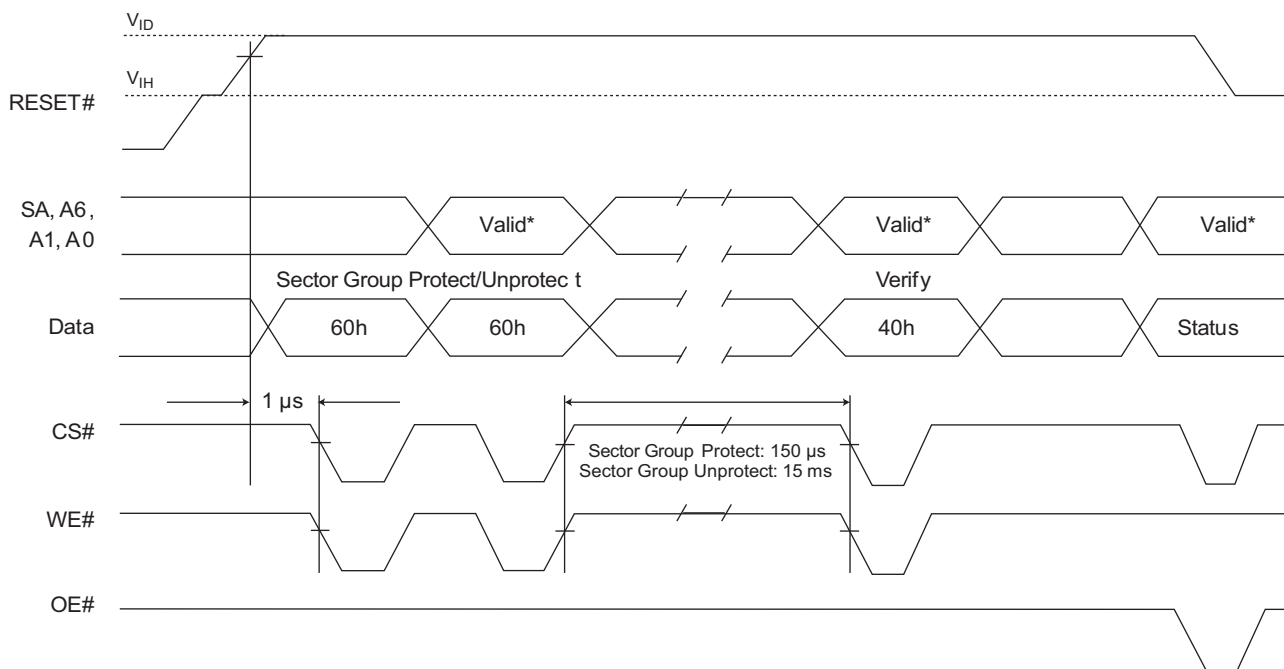 VID
VIH
RESET#
SA, A6,
A1, A0
Valid*
Valid*
Valid*
Sector Group Protect/Unprotec t
Verify
Data
60h
60h
40h
Status
1 µs
CS#
Sector Group Protect: 150 µs
Sector Group Unprotect: 15 ms
WE#
OE#